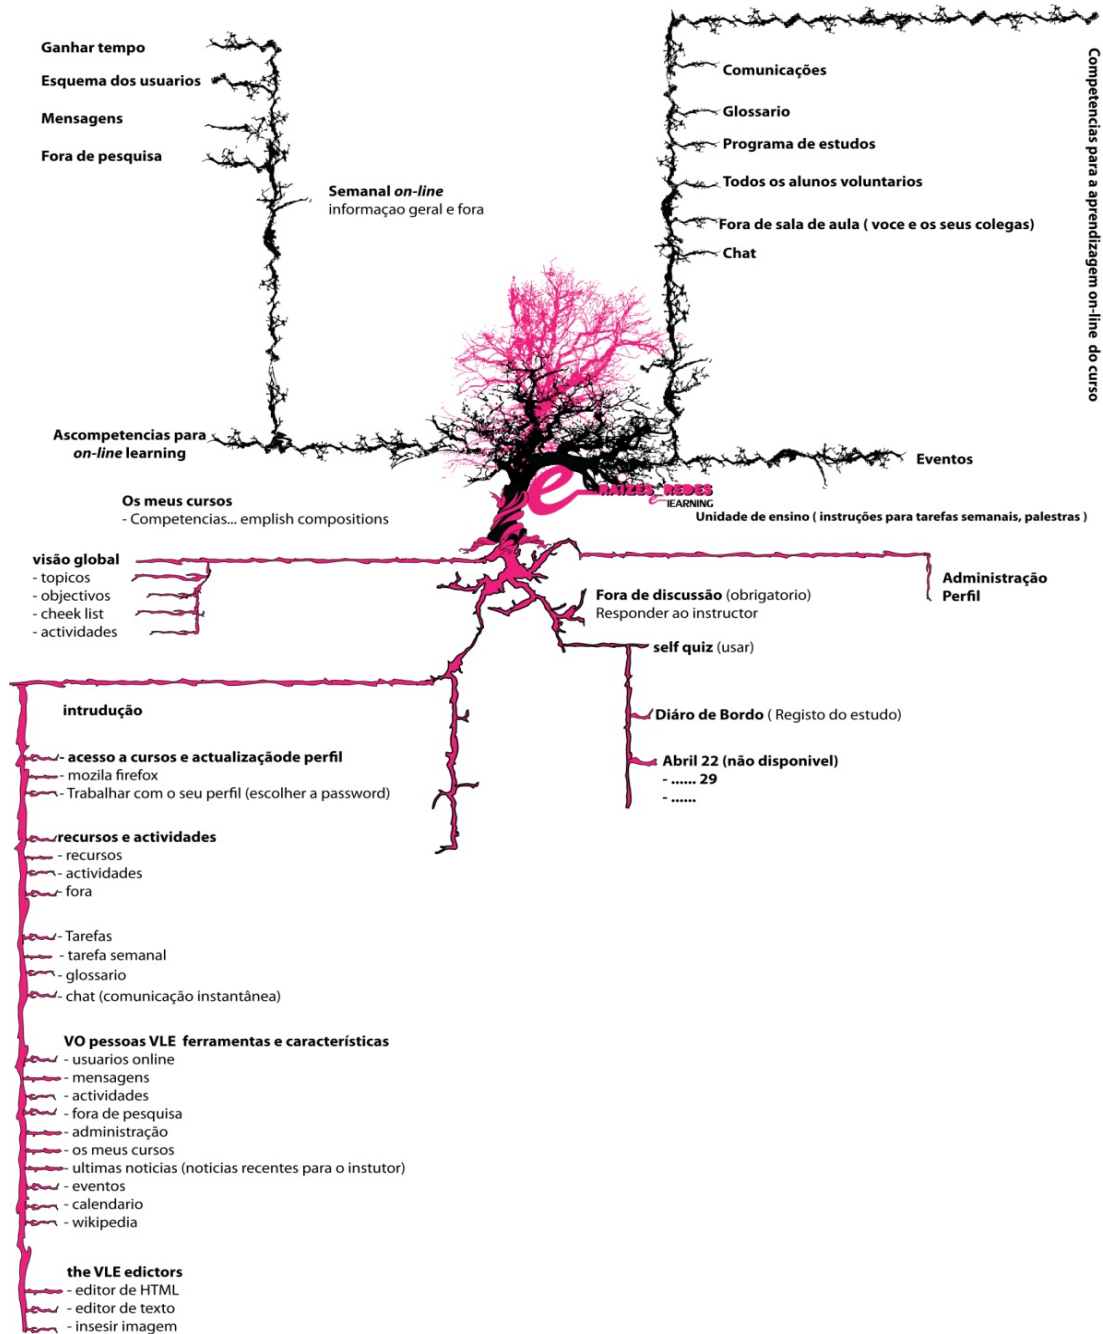 Ganhar tempo
Esquema dos usuarios
Mensagens
Fora de pesquisa
Semanal on-line
informaçao geral e fora
Comunicações
Glossario
Programa de estudos
Todos os alunos voluntarios
Fora de sala de aula ( voce e os seus colegas)
Chat
Competencias para a aprendizagem on-line do curso
Ascompetencias para
on-line learning
Eventos
Os meus cursos
- Competencias... emplish compositions
e RAÍZES e REDES
e lEARNING
Unidade de ensino ( instruções para tarefas semanais, palestras )
visão global
- topicos
- objectivos
- cheek list
- actividades
Administração
Perfil
Fora de discussão (obrigatorio)
Responder ao instructor
self quiz (usar)
Diáro de Bordo ( Registo do estudo)
Abril 22 (não disponivel)
- ...... 29
- ......
intrudução
- acesso a cursos e actualizaçãode perfil
- mozila firefox
- Trabalhar com o seu perfil (escolher a password)
recursos e actividades
- recursos
- actividades
- fora
- Tarefas
- tarefa semanal
- glossario
- chat (comunicação instantânea)
VO pessoas VLE ferramentas e características
- usuarios online
- mensagens
- actividades
- fora de pesquisa
- administração
- os meus cursos
- ultimas noticias (noticias recentes para o instutor)
- eventos
- calendario
- wikipedia
the VLE edictors
- editor de HTML
- editor de texto
- insesir imagem